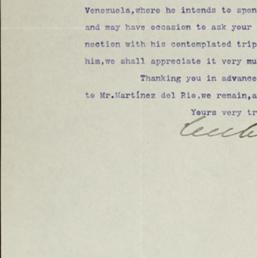 Venezuela,where he intends to spen
and may have occasion to ask your
nection with his contemplated trip
him,we shall appreciate it very mu
Thanking you in advance
to Mr.Martínez del Rio,we remain,a
Yours very tr